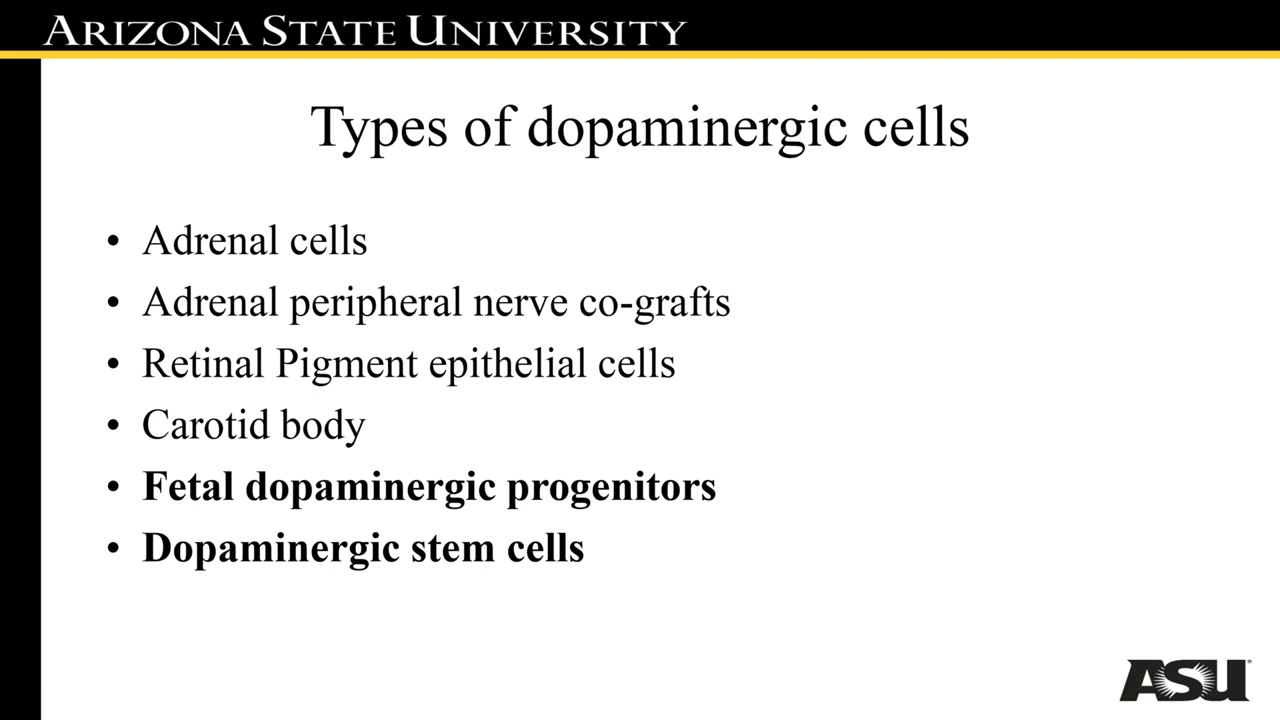 ARIZONA STATE UNIVERSITY
Types of dopaminergic cells
• Adrenal cells
• Adrenal peripheral nerve co-grafts
• Retinal Pigment epithelial cells
• Carotid body
• Fetal dopaminergic progenitors
• Dopaminergic stem cells
ASU